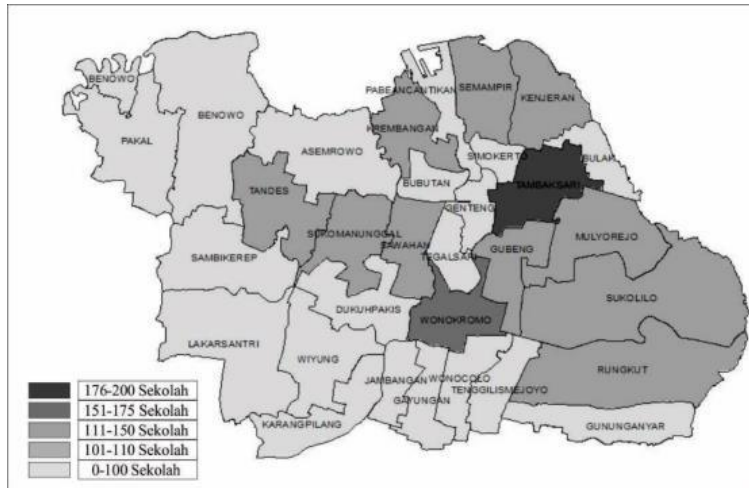 BENOWO
BENOWO
PAKAL
PABEANCANTIKAN
SEMAMPIR
KENJERAN
KREMBANGAN
ASEMROWO
SIMOKERTO
BULAK
BUBUTAN
TAMBAKSARI
TANDES
GENTENG
SUKOMANUNGGAL
SAWAHAN
TEGALSARI
GUBENG
MULYOREJO
SAMBIKEREP
SUKOLILO
DUKUHPAKIS
WONOKROMO
LAKARSANTRI
WIYUNG
JAMBANGAN
WONOCOLO
RUNGKUT
GAYUNGAN
TENGGILISMEJOYO
KARANGPILANG
GUNUNGANYAR
176-200 Sekolah
151-175 Sekolah
111-150 Sekolah
101-110 Sekolah
0-100 Sekolah